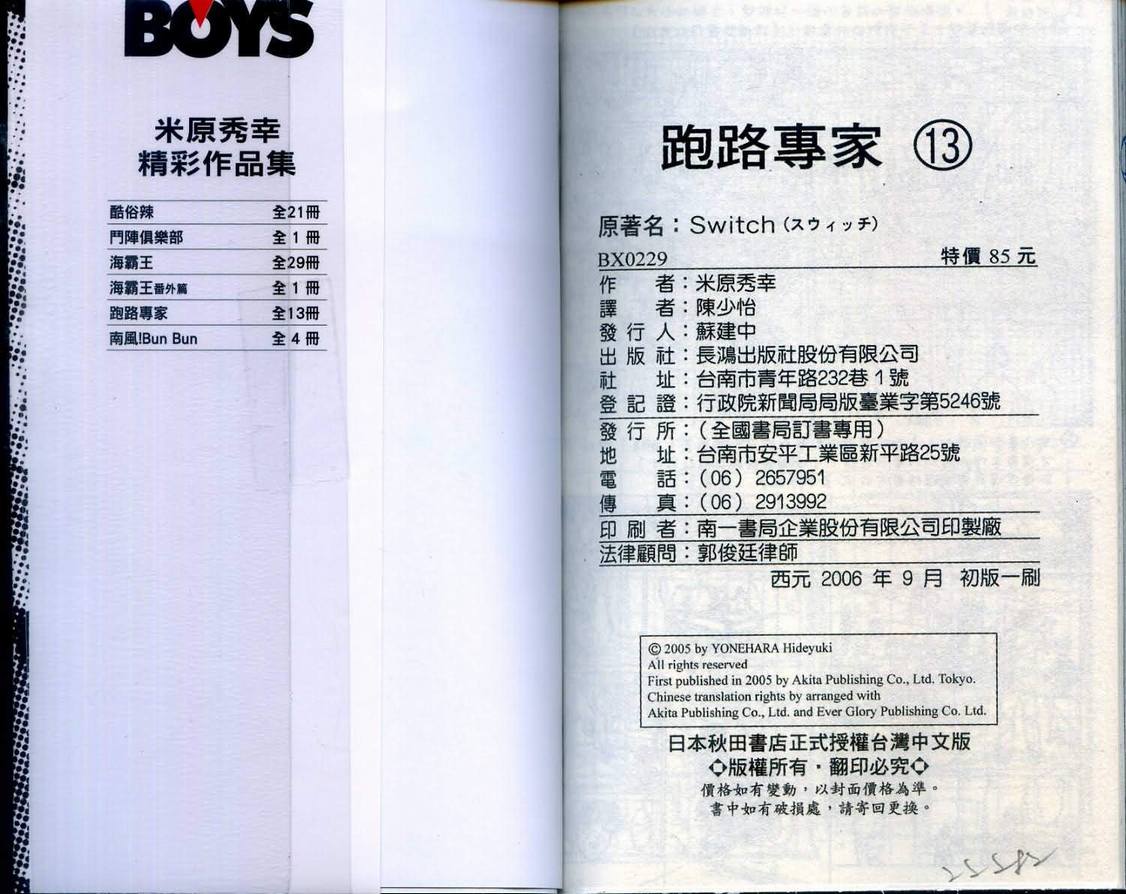 BOYS
米原秀幸
精彩作品集
酷俗辣 全21冊
鬥陣俱樂部 全 1 冊
海霸王 全29冊
海霸王番外篇 全 1 冊
跑路專家 全13冊
南風!Bun Bun 全 4 冊
跑路專家 ⑬
原著名：Switch（スウィッチ）
BX0229 特價 85 元
作者：米原秀幸
譯者：陳少怡
發行人：蘇建中
出版社：長鴻出版社股份有限公司
社址：台南市青年路232巷1號
登記證：行政院新聞局局版臺業字第5246號
發行所：（全國書局訂書專用）
地址：台南市安平工業區新平路25號
電話：（06）2657951
傳真：（06）2913992
印刷者：南一書局企業股份有限公司印製廠
法律顧問：郭俊廷律師
西元 2006 年 9 月 初版一刷
© 2005 by YONEHARA Hideyuki
All rights reserved
First published in 2005 by Akita Publishing Co., Ltd. Tokyo.
Chinese translation rights by arranged with
Akita Publishing Co., Ltd. and Ever Glory Publishing Co. Ltd.
日本秋田書店正式授權台灣中文版
◇版權所有・翻印必究◇
價格如有變動，以封面價格為準。
書中如有破損處，請寄回更換。